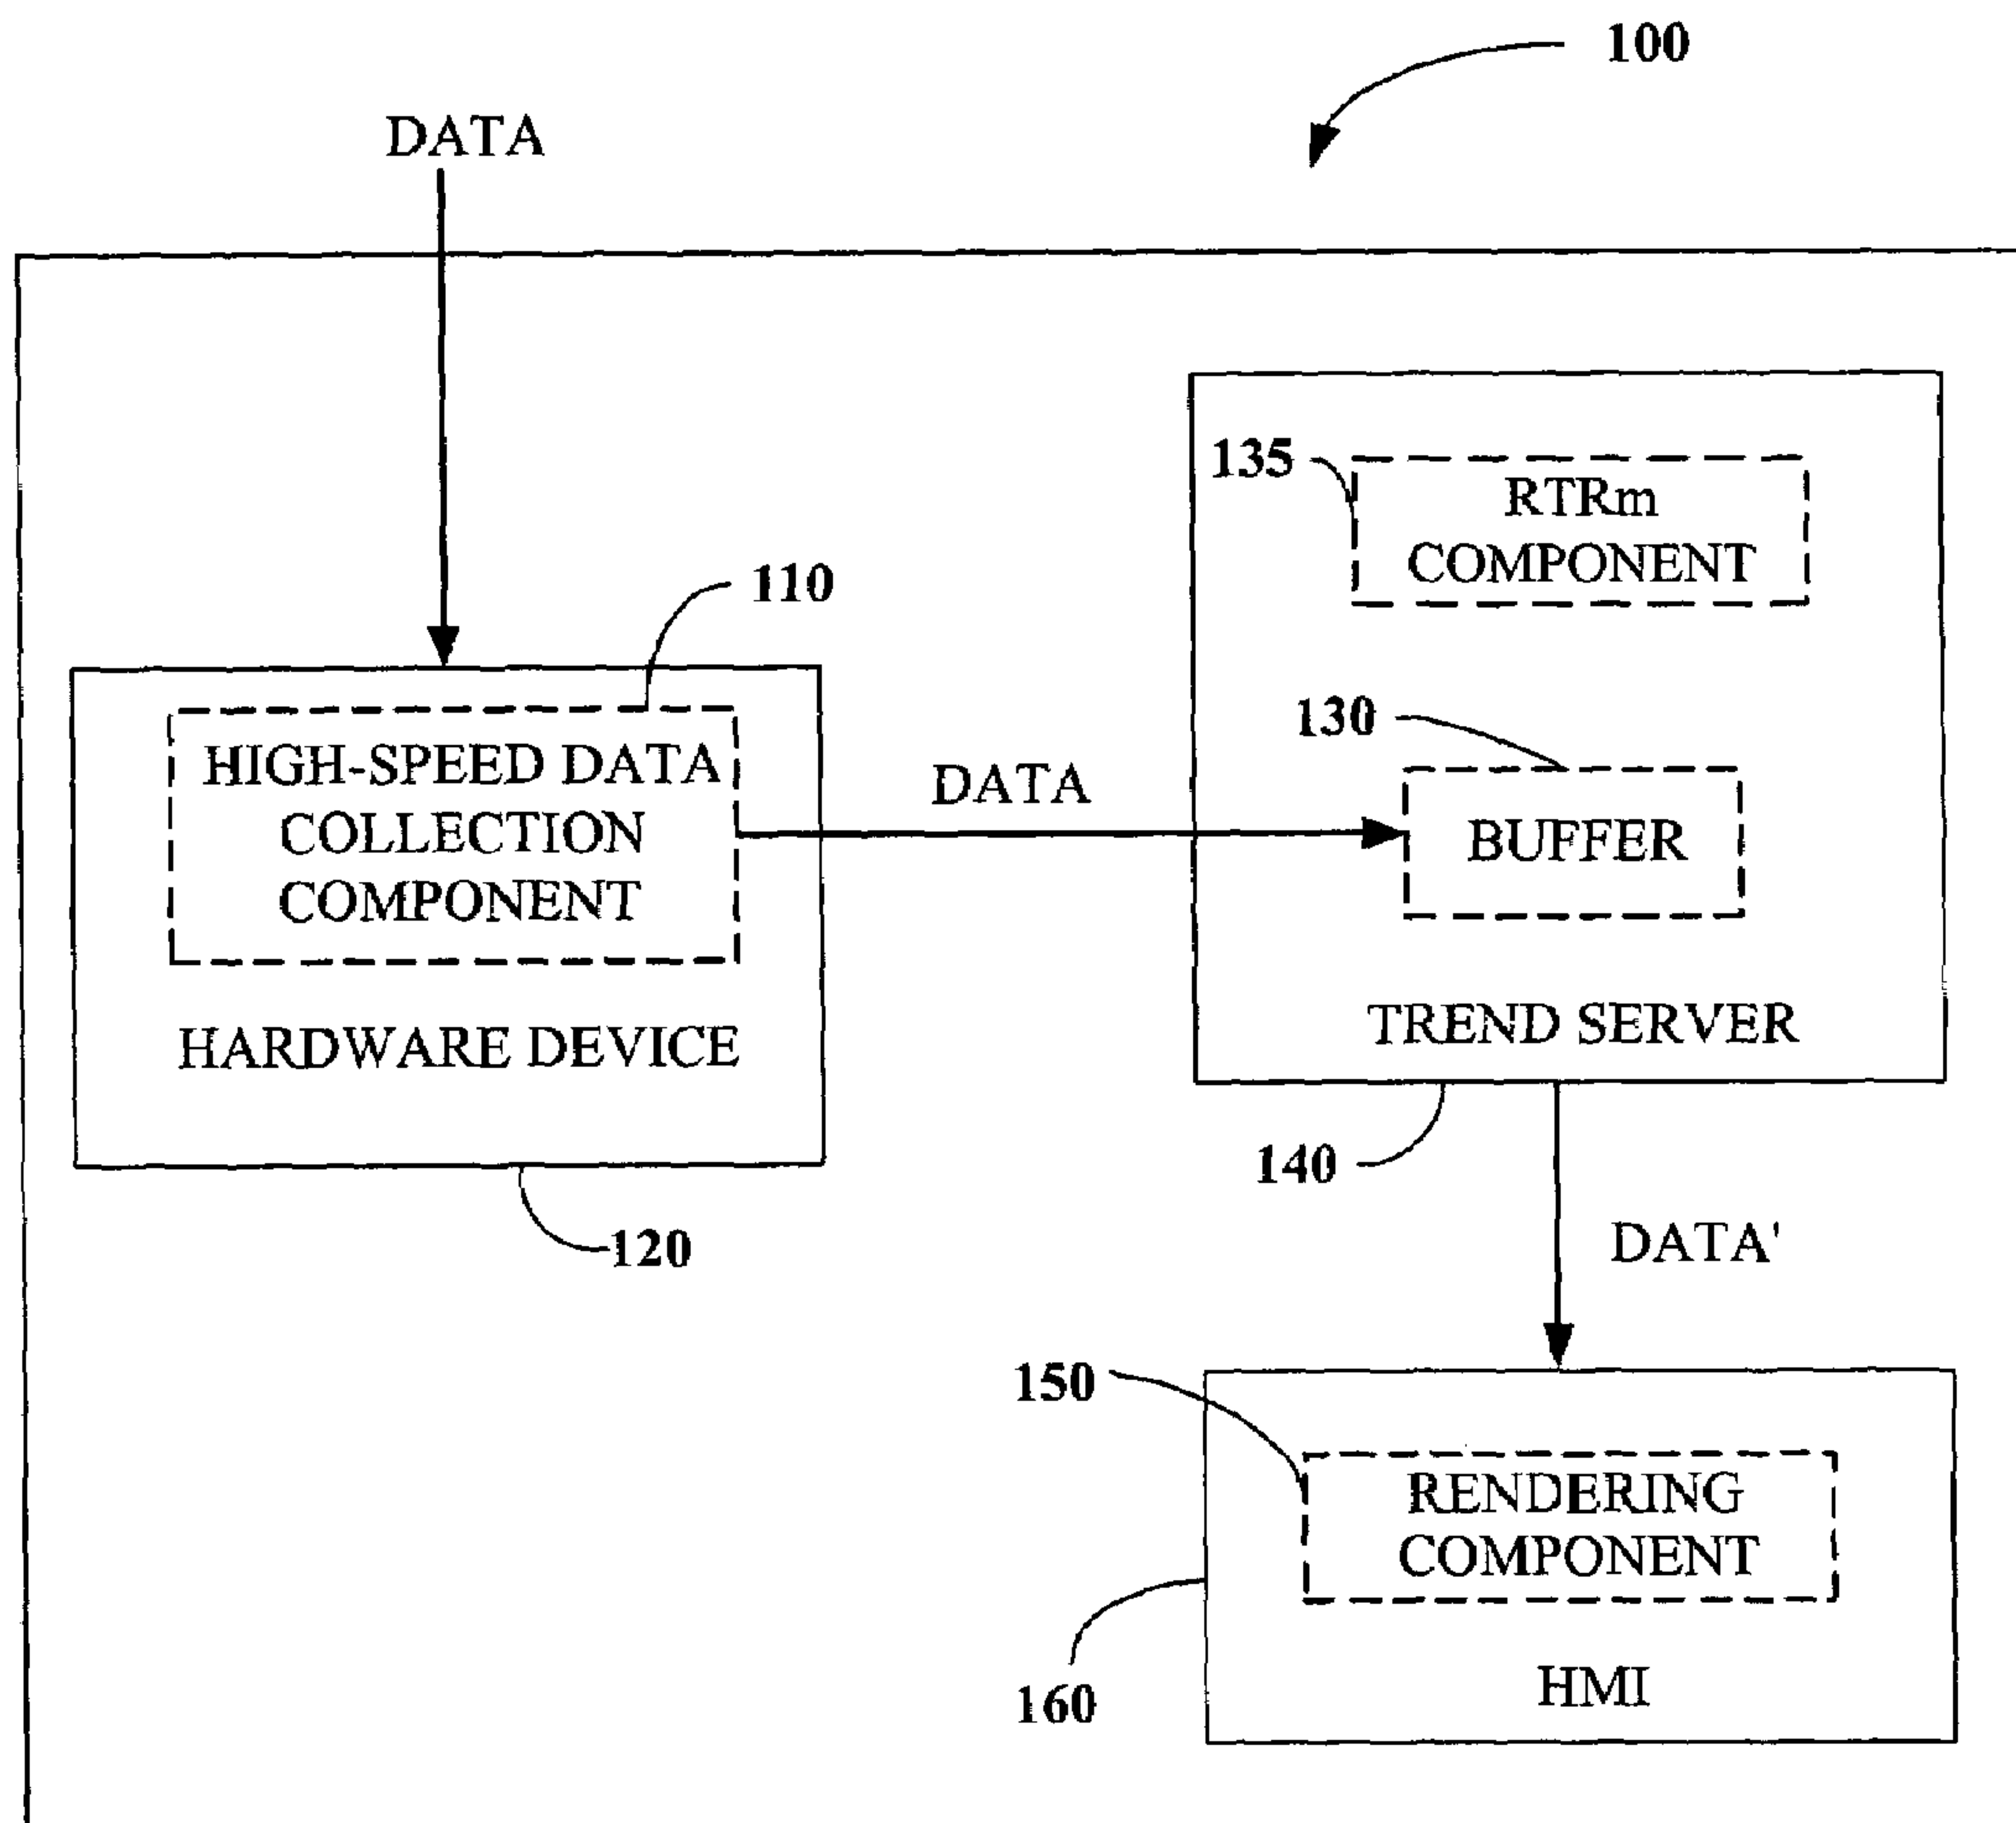 100
DATA
135
RTRm
COMPONENT
110
130
HIGH-SPEED DATA
COLLECTION
COMPONENT
DATA
BUFFER
HARDWARE DEVICE
TREND SERVER
140
120
DATA'
150
RENDERING
COMPONENT
160
HMI